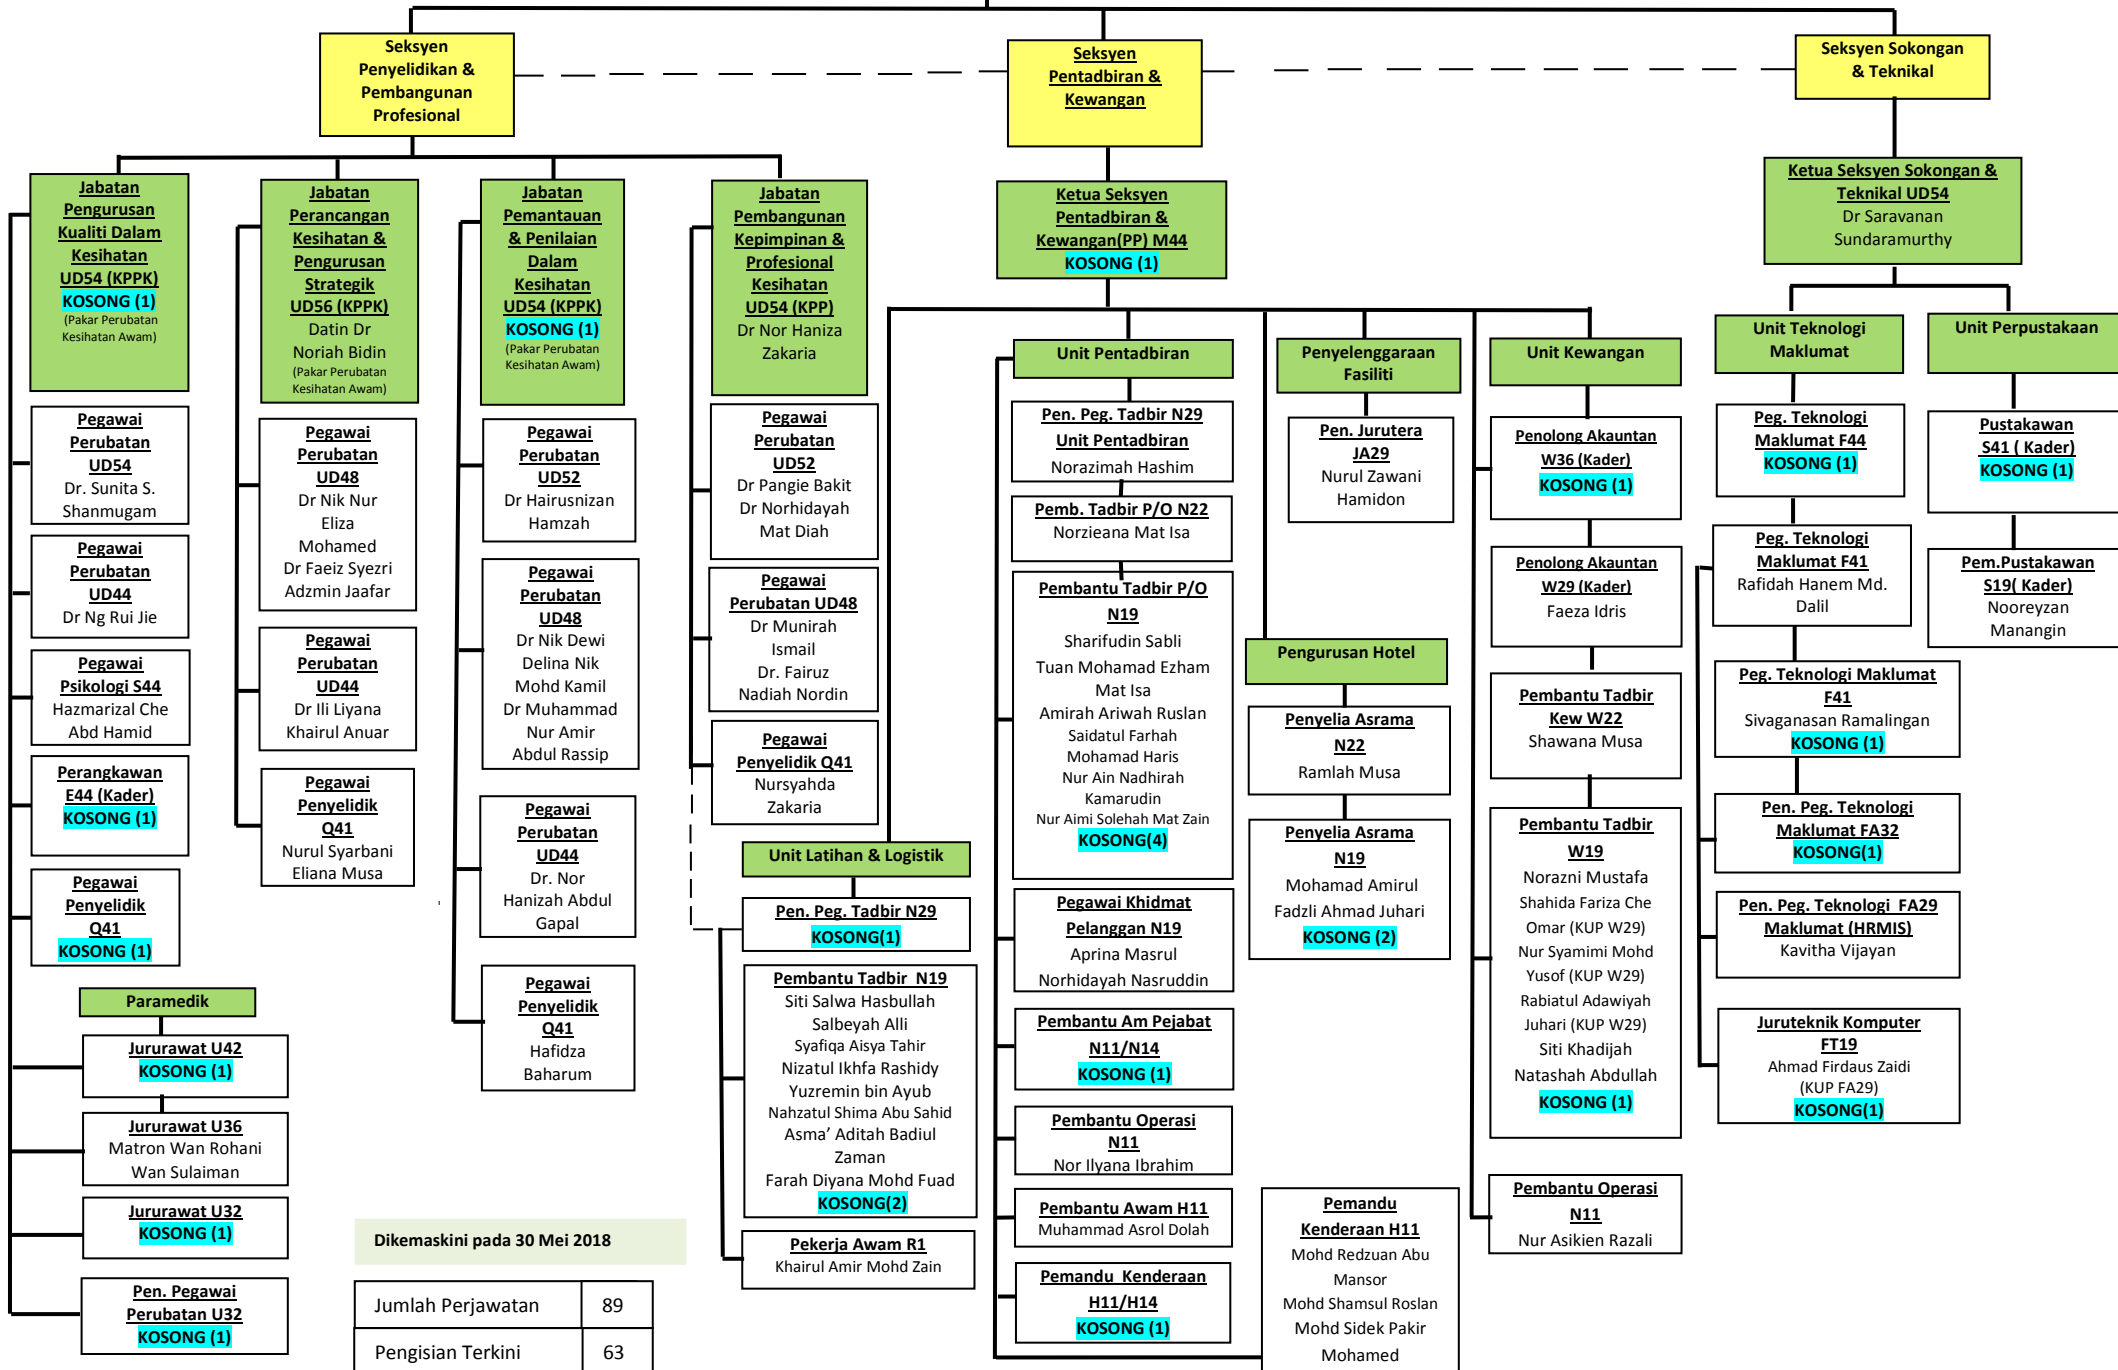 Seksyen
Penyelidikan &
Pembangunan
Profesional
Seksyen
Pentadbiran &
Kewangan
Seksyen Sokongan
& Teknikal
Jabatan
Pengurusan
Kualiti Dalam
Kesihatan
UD54 (KPPK)
KOSONG (1)
(Pakar Perubatan
Kesihatan Awam)
Pegawai
Perubatan
UD54
Dr. Sunita S.
Shanmugam
Pegawai
Perubatan
UD44
Dr Ng Rui Jie
Pegawai
Psikologi S44
Hazmarizal Che
Abd Hamid
Perangkawan
E44 (Kader)
KOSONG (1)
Pegawai
Penyelidik
Q41
KOSONG (1)
Paramedik
Jururawat U42
KOSONG (1)
Jururawat U36
Matron Wan Rohani
Wan Sulaiman
Jururawat U32
KOSONG (1)
Pen. Pegawai
Perubatan U32
KOSONG (1)
Jabatan
Perancangan
Kesihatan &
Pengurusan
Strategik
UD56 (KPPK)
Datin Dr
Noriah Bidin
(Pakar Perubatan
Kesihatan Awam)
Pegawai
Perubatan
UD48
Dr Nik Nur
Eliza
Mohamed
Dr Faeiz Syezri
Adzmin Jaafar
Pegawai
Perubatan
UD44
Dr Ili Liyana
Khairul Anuar
Pegawai
Penyelidik
Q41
Nurul Syarbani
Eliana Musa
Jabatan
Pemantauan
& Penilaian
Dalam
Kesihatan
UD54 (KPPK)
KOSONG (1)
(Pakar Perubatan
Kesihatan Awam)
Pegawai
Perubatan
UD52
Dr Hairusnizan
Hamzah
Pegawai
Perubatan
UD48
Dr Nik Dewi
Delina Nik
Mohd Kamil
Dr Muhammad
Nur Amir
Abdul Rassip
Pegawai
Perubatan
UD44
Dr. Nor
Hanizah Abdul
Gapal
Pegawai
Penyelidik
Q41
Hafidza
Baharum
Jabatan
Pembangunan
Kepimpinan &
Profesional
Kesihatan
UD54 (KPP)
Dr Nor Haniza
Zakaria
Pegawai
Perubatan
UD52
Dr Pangie Bakit
Dr Norhidayah
Mat Diah
Pegawai
Perubatan UD48
Dr Munirah
Ismail
Dr. Fairuz
Nadiah Nordin
Pegawai
Penyelidik Q41
Nursyahda
Zakaria
Ketua Seksyen
Pentadbiran &
Kewangan(PP) M44
KOSONG (1)
Unit Latihan & Logistik
Pen. Peg. Tadbir N29
KOSONG(1)
Pembantu Tadbir N19
Siti Salwa Hasbullah
Salbeyah Alli
Syafiqa Aisya Tahir
Nizatul Ikhfa Rashidy
Yuzremin bin Ayub
Nahzatul Shima Abu Sahid
Asma’ Aditah Badiul
Zaman
Farah Diyana Mohd Fuad
KOSONG(2)
Pekerja Awam R1
Khairul Amir Mohd Zain
Unit Pentadbiran
Pen. Peg. Tadbir N29
Unit Pentadbiran
Norazimah Hashim
Pemb. Tadbir P/O N22
Norzieana Mat Isa
Pembantu Tadbir P/O
N19
Sharifudin Sabli
Tuan Mohamad Ezham
Mat Isa
Amirah Ariwah Ruslan
Saidatul Farhah
Mohamad Haris
Nur Ain Nadhirah
Kamarudin
Nur Aimi Solehah Mat Zain
KOSONG(4)
Pegawai Khidmat
Pelanggan N19
Aprina Masrul
Norhidayah Nasruddin
Pembantu Am Pejabat
N11/N14
KOSONG (1)
Pembantu Operasi
N11
Nor Ilyana Ibrahim
Pembantu Awam H11
Muhammad Asrol Dolah
Pemandu Kenderaan
H11/H14
KOSONG (1)
Pemandu
Kenderaan H11
Mohd Redzuan Abu
Mansor
Mohd Shamsul Roslan
Mohd Sidek Pakir
Mohamed
Penyelenggaraan
Fasiliti
Pen. Jurutera
JA29
Nurul Zawani
Hamidon
Pengurusan Hotel
Penyelia Asrama
N22
Ramlah Musa
Penyelia Asrama
N19
Mohamad Amirul
Fadzli Ahmad Juhari
KOSONG (2)
Unit Kewangan
Penolong Akauntan
W36 (Kader)
KOSONG (1)
Penolong Akauntan
W29 (Kader)
Faeza Idris
Pembantu Tadbir
Kew W22
Shawana Musa
Pembantu Tadbir
W19
Norazni Mustafa
Shahida Fariza Che
Omar (KUP W29)
Nur Syamimi Mohd
Yusof (KUP W29)
Rabiatul Adawiyah
Juhari (KUP W29)
Siti Khadijah
Natashah Abdullah
KOSONG (1)
Pembantu Operasi
N11
Nur Asikien Razali
Ketua Seksyen Sokongan &
Teknikal UD54
Dr Saravanan
Sundaramurthy
Unit Teknologi
Maklumat
Peg. Teknologi
Maklumat F44
KOSONG (1)
Peg. Teknologi
Maklumat F41
Rafidah Hanem Md.
Dalil
Peg. Teknologi Maklumat
F41
Sivaganasan Ramalingan
KOSONG (1)
Pen. Peg. Teknologi
Maklumat FA32
KOSONG(1)
Pen. Peg. Teknologi FA29
Maklumat (HRMIS)
Kavitha Vijayan
Juruteknik Komputer
FT19
Ahmad Firdaus Zaidi
(KUP FA29)
KOSONG(1)
Unit Perpustakaan
Pustakawan
S41 ( Kader)
KOSONG (1)
Pem.Pustakawan
S19( Kader)
Nooreyzan
Manangin
Dikemaskini pada 30 Mei 2018
Jumlah Perjawatan 89
Pengisian Terkini 63